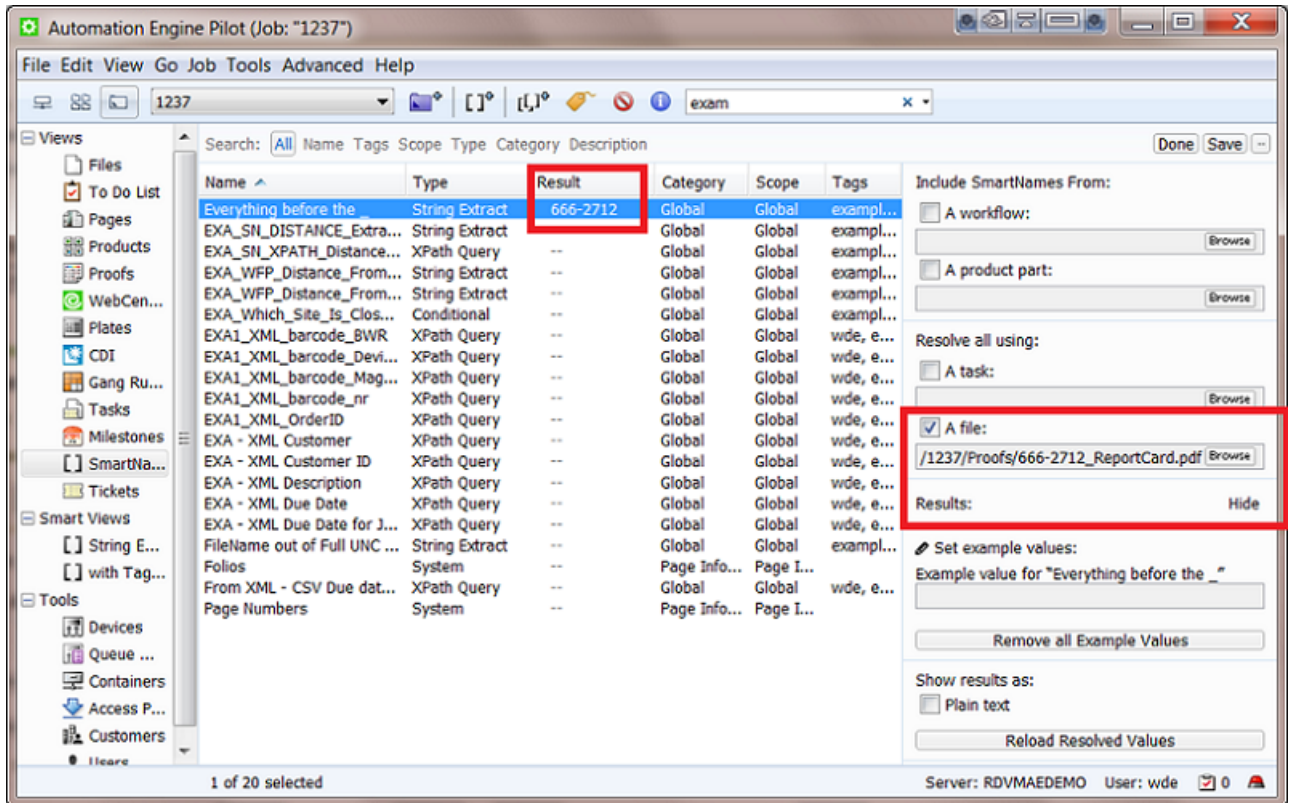 Automation Engine Pilot (Job: "1237")
File Edit View Go Job Tools Advanced Help
1237 exam
Views
Files
To Do List
Pages
Products
Proofs
WebCen...
Plates
CDI
Gang Ru...
Tasks
Milestones
SmartNa...
Tickets
Smart Views
String E...
with Tag...
Tools
Devices
Queue ...
Containers
Access P...
Customers
Users
Search: All Name Tags Scope Type Category Description
Done Save
Name Type Result Category Scope Tags
Everything before the _ String Extract 666-2712 Global Global exampl...
EXA_SN_DISTANCE_Extra... String Extract Global Global exampl...
EXA_SN_XPATH_Distance... XPath Query -- Global Global exampl...
EXA_WFP_Distance_From... String Extract -- Global Global exampl...
EXA_WFP_Distance_From... String Extract -- Global Global exampl...
EXA_Which_Site_Is_Clos... Conditional -- Global Global exampl...
EXA1_XML_barcode_BWR XPath Query -- Global Global wde, e...
EXA1_XML_barcode_Devi... XPath Query -- Global Global wde, e...
EXA1_XML_barcode_Mag... XPath Query -- Global Global wde, e...
EXA1_XML_barcode_nr XPath Query -- Global Global wde, e...
EXA1_XML_OrderID XPath Query -- Global Global wde, e...
EXA - XML Customer XPath Query -- Global Global wde, e...
EXA - XML Customer ID XPath Query -- Global Global wde, e...
EXA - XML Description XPath Query -- Global Global wde, e...
EXA - XML Due Date XPath Query -- Global Global wde, e...
EXA - XML Due Date for J... XPath Query -- Global Global wde, e...
FileName out of Full UNC ... String Extract -- Global Global exampl...
Folios System -- Page Info... Page I...
From XML - CSV Due dat... XPath Query -- Global Global wde, e...
Page Numbers System -- Page Info... Page I...
Include SmartNames From:
A workflow:
Browse
A product part:
Browse
Resolve all using:
A task:
Browse
A file:
/1237/Proofs/666-2712_ReportCard.pdf Browse
Results: Hide
Set example values:
Example value for "Everything before the _"
Remove all Example Values
Show results as:
Plain text
Reload Resolved Values
1 of 20 selected
Server: RDVMAEDEMO User: wde 0